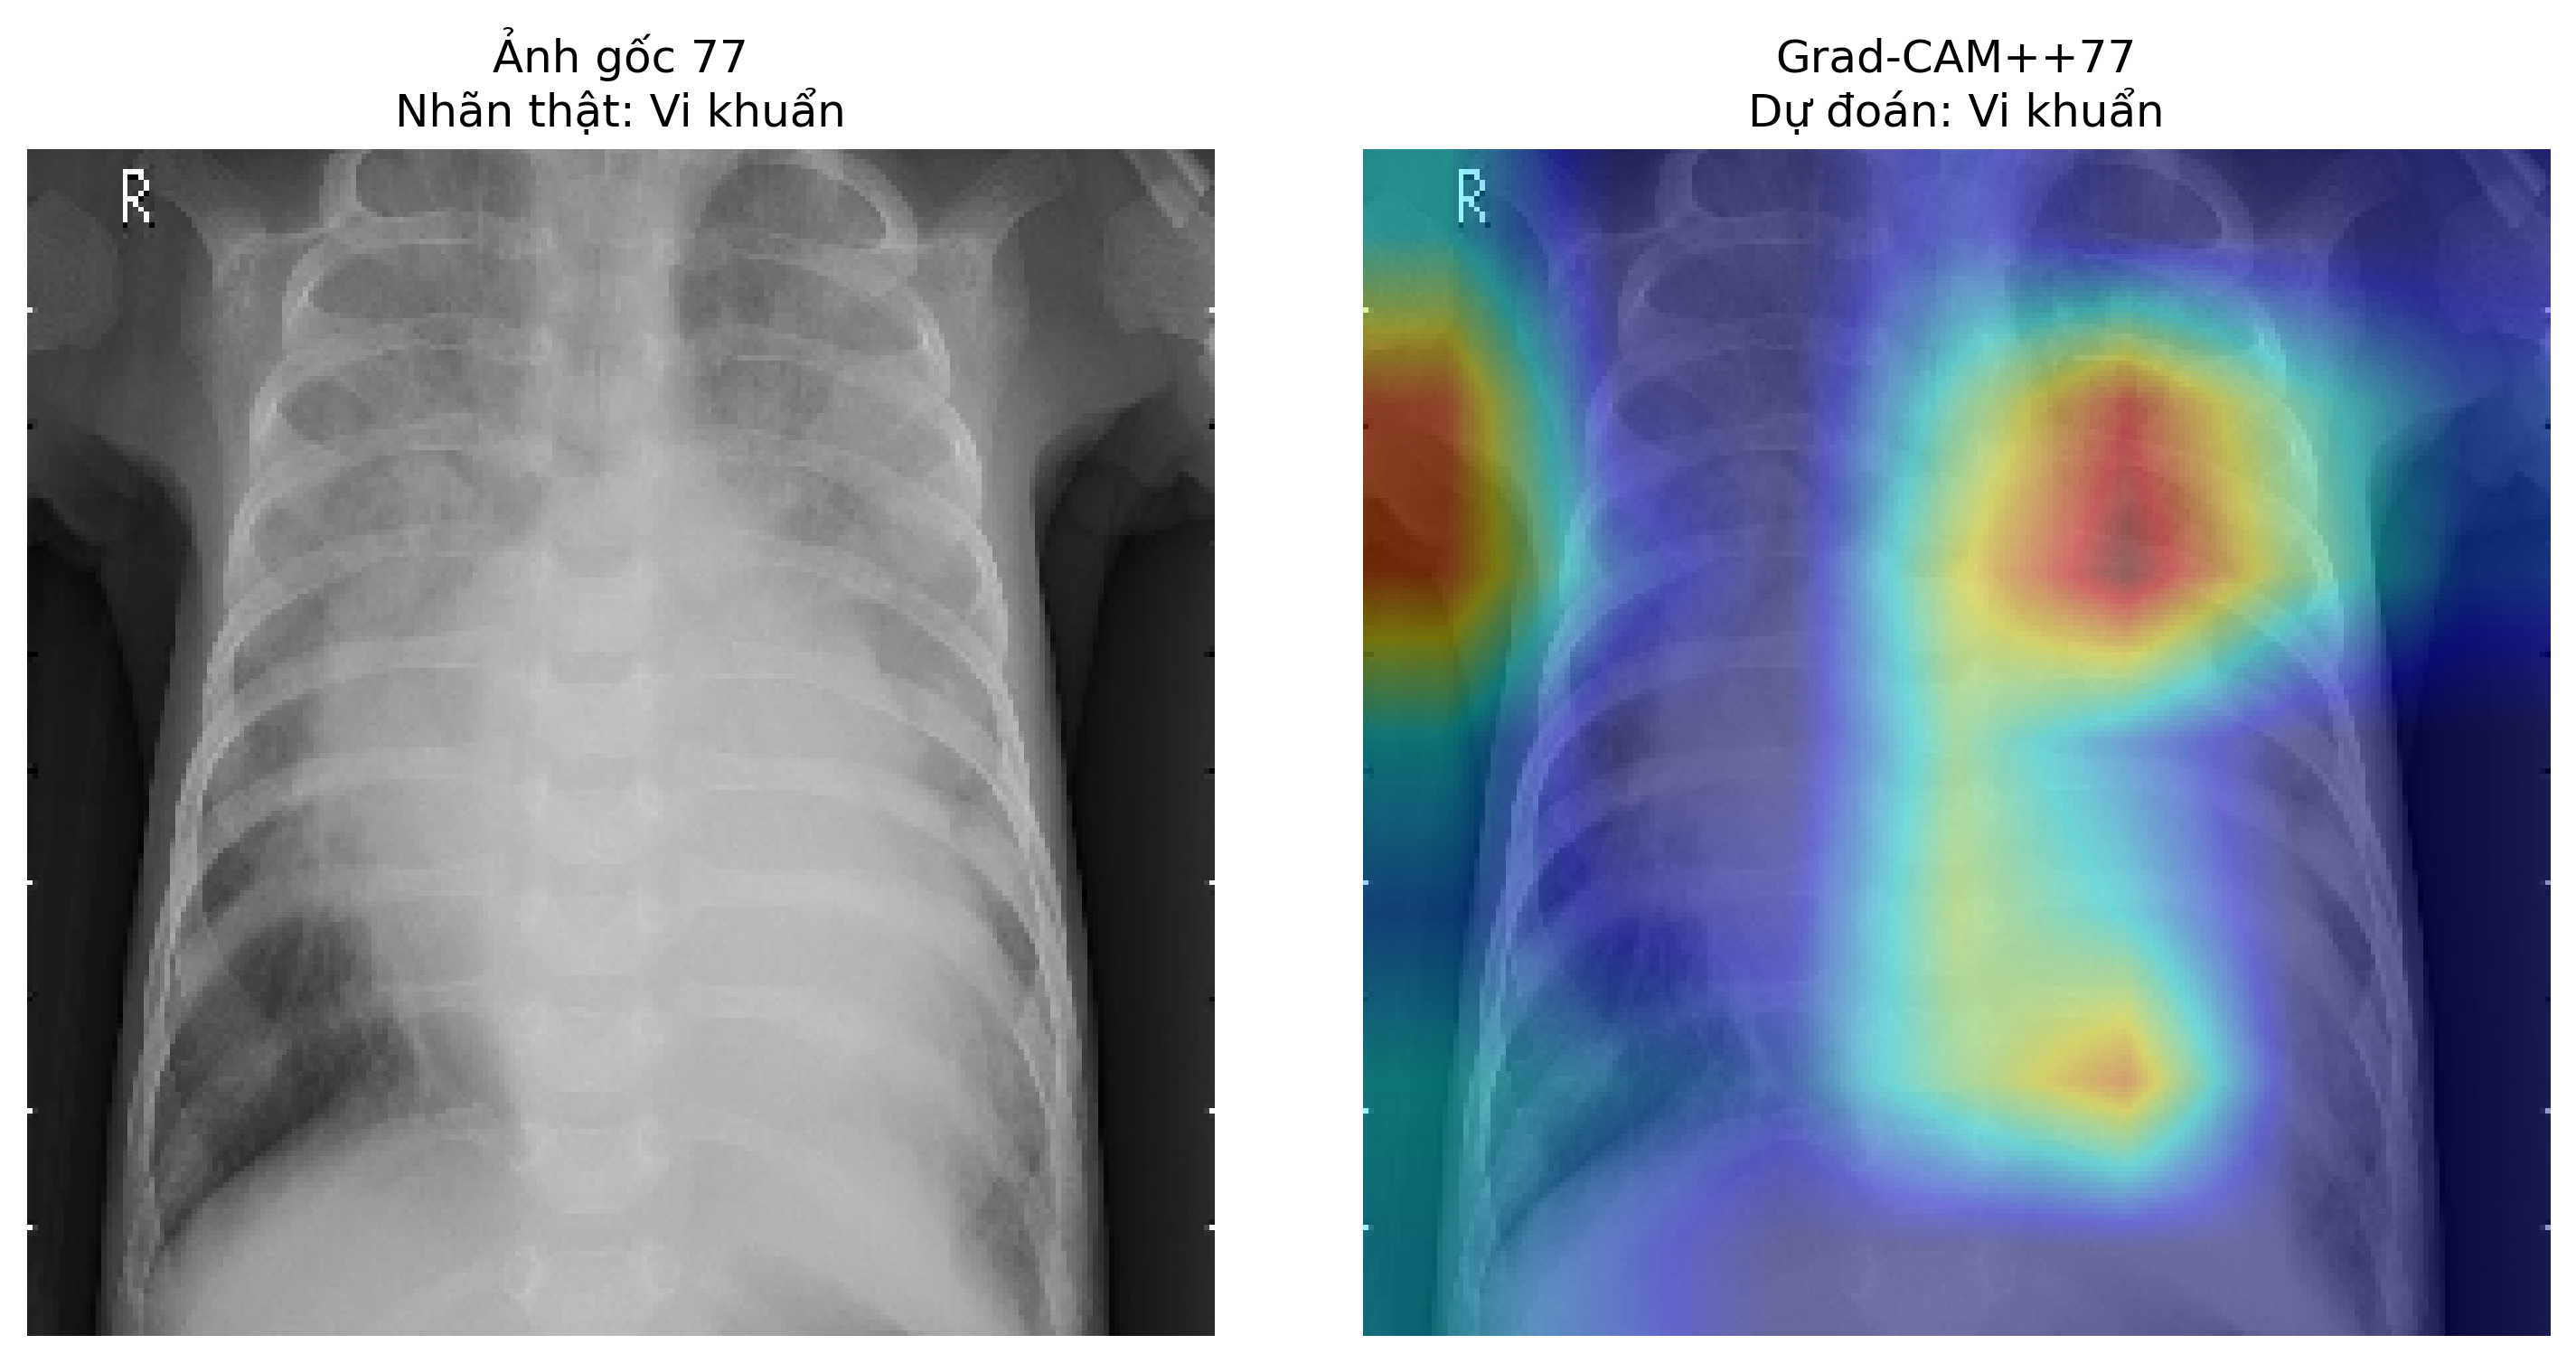 Ảnh gốc 77
Nhãn thật: Vi khuẩn
R
Grad-CAM++77
Dự đoán: Vi khuẩn
R